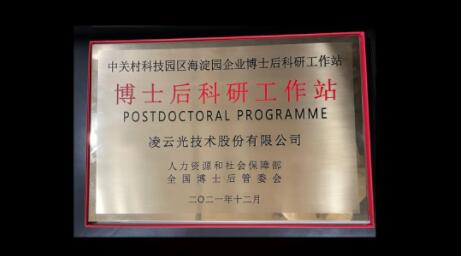 中关村科技园区海淀园企业博士后科研工作站
博士后科研工作站
POSTDOCTORAL PROGRAMME
凌云光技术股份有限公司
人力资源和社会保障部
全国博士后管委会
二〇二一年十二月